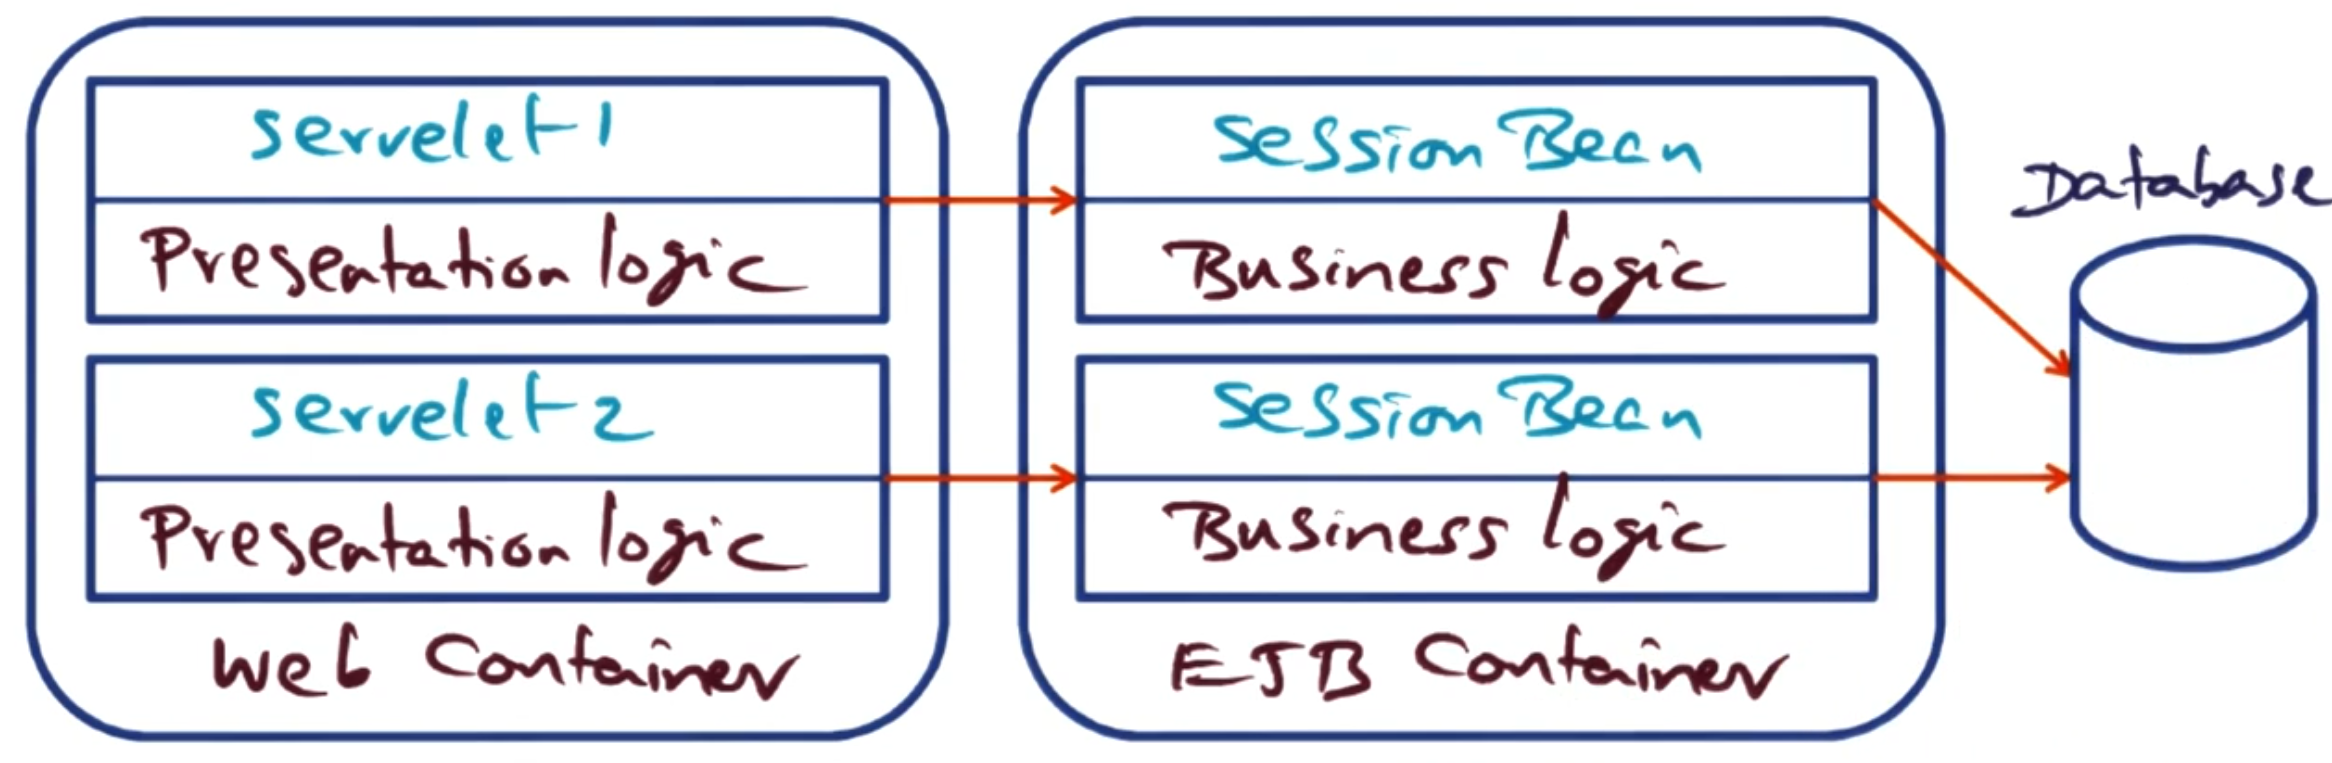 Servelet-1
Presentation logic
Servelet-2
Presentation logic
Web Container
Session Bean
Business logic
Session Bean
Business logic
EJB Container
Database